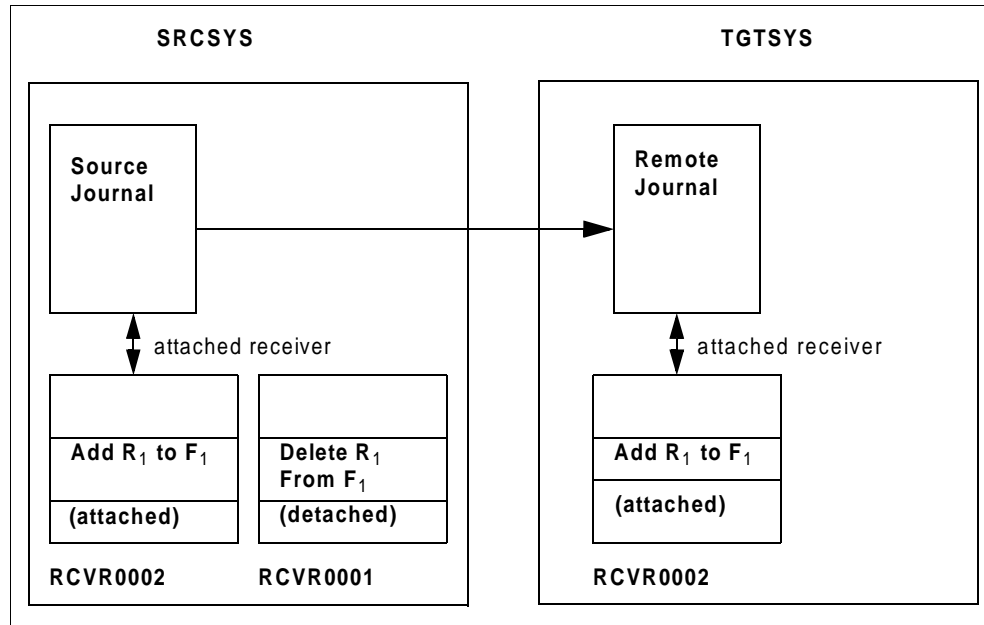 SRCSYS
TGTSYS
Source
Journal
Remote
Journal
attached receiver
attached receiver
Add R₁ to F₁
(attached)
Delete R₁
From F₁
(detached)
Add R₁ to F₁
(attached)
RCVR0002
RCVR0001
RCVR0002